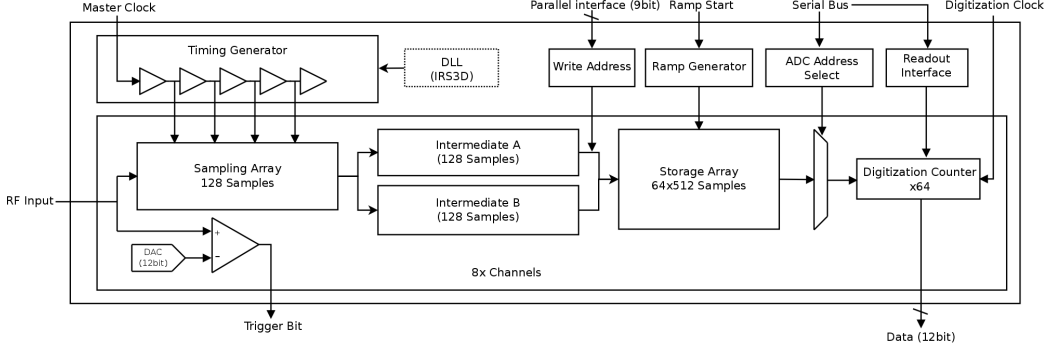 Master Clock
Parallel interface (9bit)
Ramp Start
Serial Bus
Digitization Clock
Timing Generator
DLL
(IRS3D)
Write Address
Ramp Generator
ADC Address
Select
Readout
Interface
Sampling Array
128 Samples
Intermediate A
(128 Samples)
Intermediate B
(128 Samples)
Storage Array
64x512 Samples
Digitization Counter
x64
RF Input
+
−
DAC
(12bit)
8x Channels
Trigger Bit
Data (12bit)